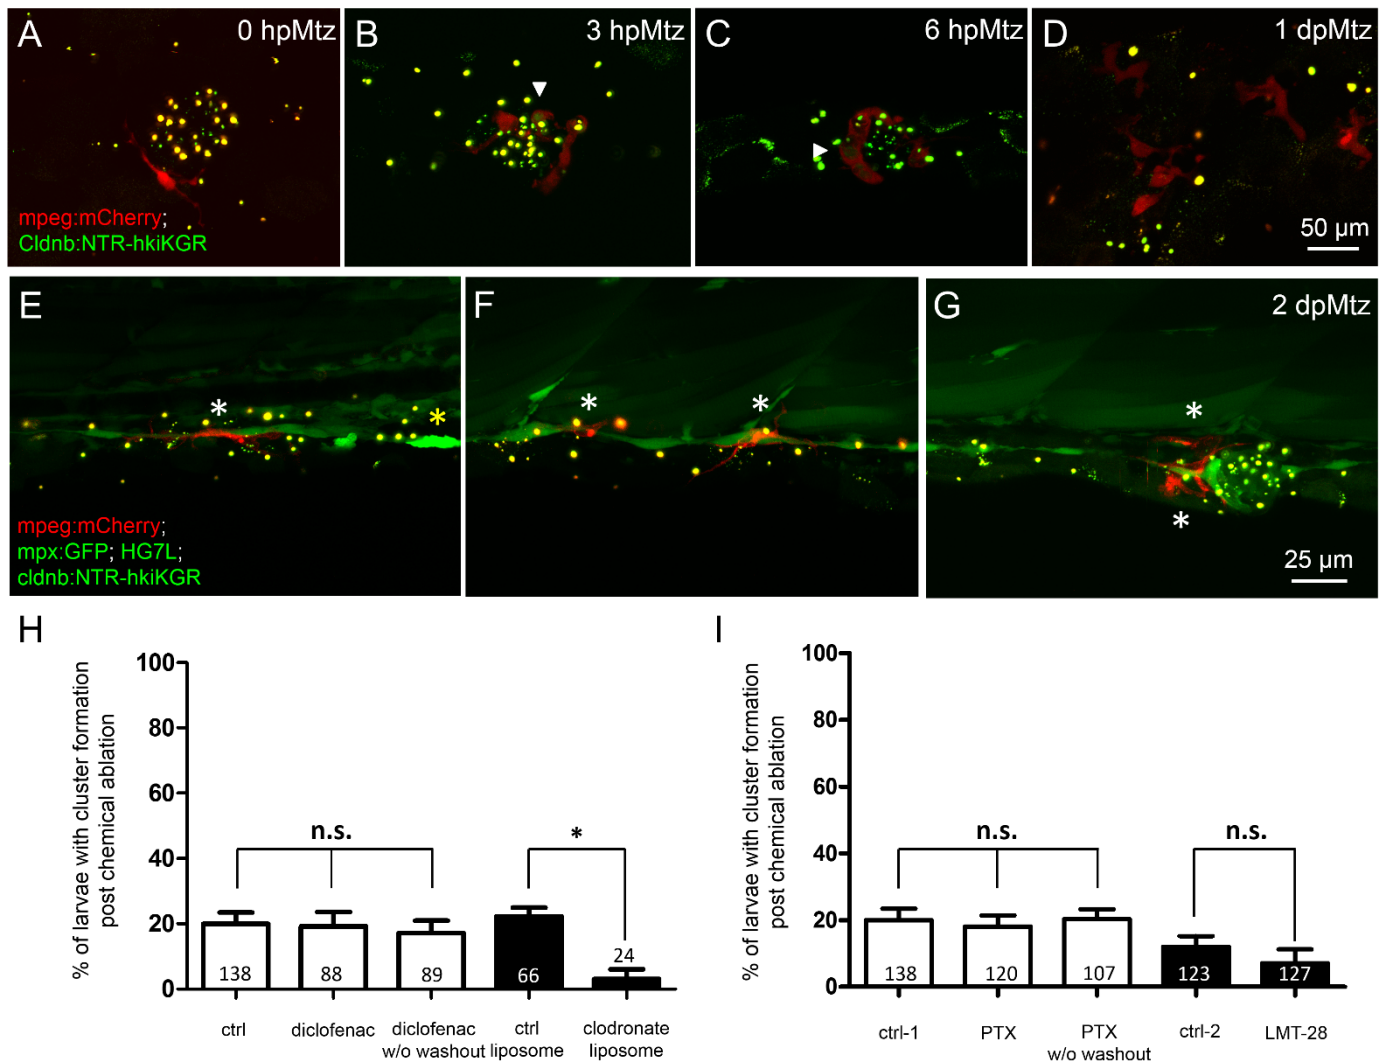 A
0 hpMtz
B
3 hpMtz
C
6 hpMtz
D
1 dpMtz
mpeg:mCherry;
Cldnb:NTR-hkiKGR
50 µm
E
*
*
F
*
*
G
2 dpMtz
*
*
mpeg:mCherry;
mpx:GFP; HG7L;
cldnb:NTR-hkiKGR
25 µm
H
% of larvae with cluster formation
post chemical ablation
100
80
60
40
20
0
n.s.
*
138
88
89
66
24
ctrl
diclofenac
diclofenac
w/o washout
ctrl
liposome
clodronate
liposome
I
% of larvae with cluster formation
post chemical ablation
100
80
60
40
20
0
n.s.
n.s.
138
120
107
123
127
ctrl-1
PTX
PTX
w/o washout
ctrl-2
LMT-28